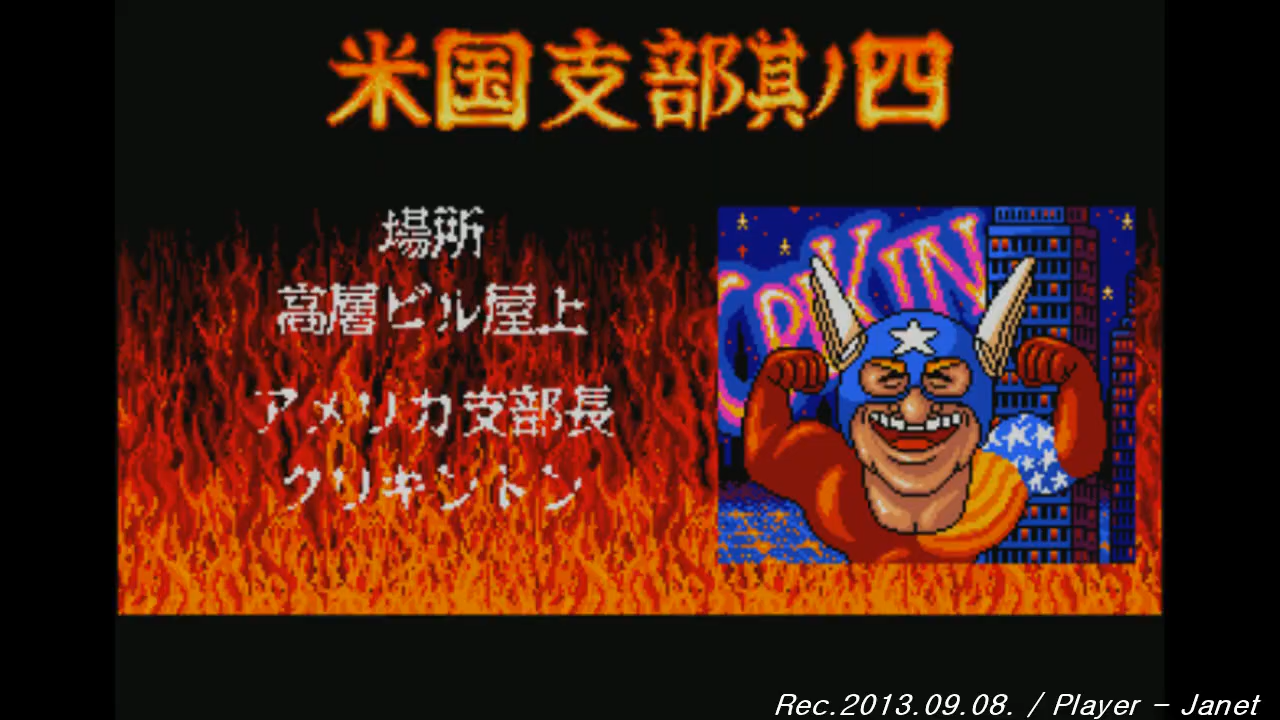 米国支部其ノ四
場所
高層ビル屋上
アメリカ支部長
クリキントン
RIKIN
Rec.2013.09.08. / Player - Janet